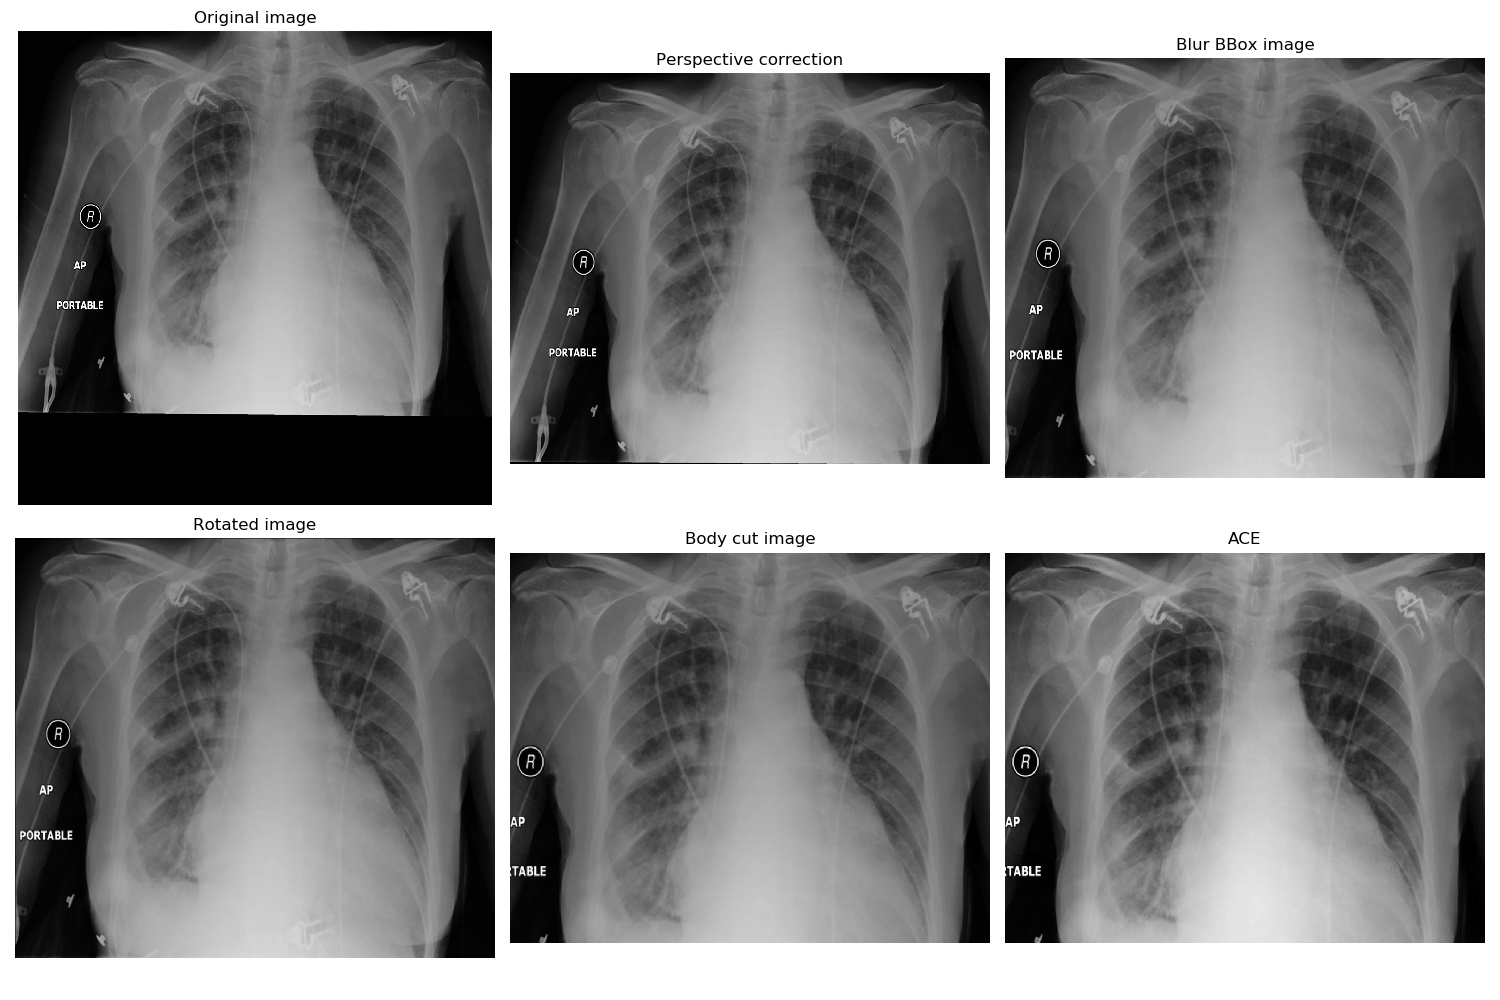 Original image
R
AP
PORTABLE
Perspective correction
R
AP
PORTABLE
Blur BBox image
R
AP
PORTABLE
Rotated image
R
AP
PORTABLE
Body cut image
R
AP
RTABLE
ACE
R
AP
RTABLE